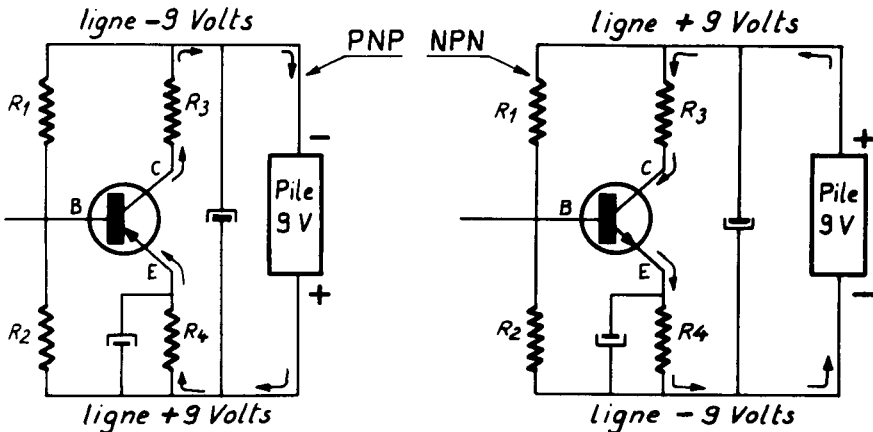 ligne -9 Volts
PNP
NPN
ligne + 9 Volts
R1
R3
C
B
E
R2
R4
-
Pile
9 V
+
ligne +9 Volts
R1
R3
C
B
E
R2
R4
+
Pile
9 V
-
ligne - 9 Volts